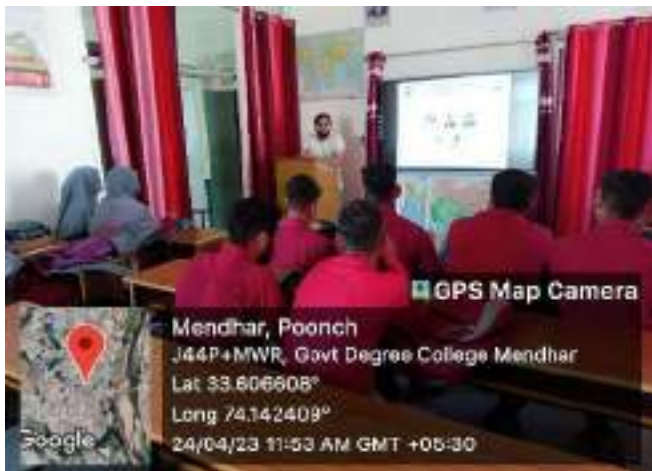 GPS Map Camera
Mendhar, Poonch
J44P+MWR, Govt Degree College Mendhar
Lat 33.606608°
Long 74.142409°
24/04/23 11:53 AM GMT +05:30
Google